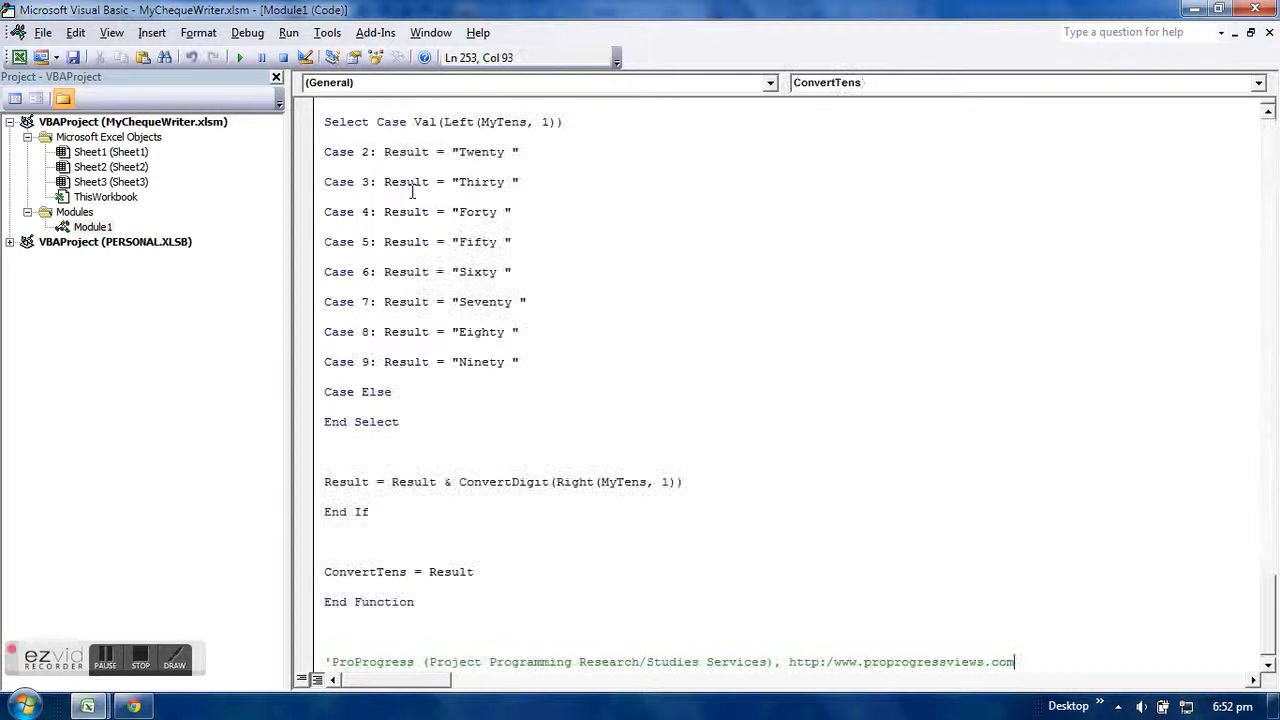 Microsoft Visual Basic - MyChequeWriter.xlsm - [Module1 (Code)]
File Edit View Insert Format Debug Run Tools Add-Ins Window Help
Type a question for help
Ln 253, Col 93
Project - VBAProject
(General)
ConvertTens
VBAProject (MyChequeWriter.xlsm)
Microsoft Excel Objects
Sheet1 (Sheet1)
Sheet2 (Sheet2)
Sheet3 (Sheet3)
ThisWorkbook
Modules
Module1
VBAProject (PERSONAL.XLSB)
Select Case Val(Left(MyTens, 1))
Case 2: Result = "Twenty "
Case 3: Result = "Thirty "
Case 4: Result = "Forty "
Case 5: Result = "Fifty "
Case 6: Result = "Sixty "
Case 7: Result = "Seventy "
Case 8: Result = "Eighty "
Case 9: Result = "Ninety "
Case Else
End Select
Result = Result & ConvertDigit(Right(MyTens, 1))
End If
ConvertTens = Result
End Function
'ProProgress (Project Programming Research/Studies Services), http:/www.proprogressviews.com
ezvid
RECORDER
PAUSE
STOP
DRAW
Desktop
6:52 pm